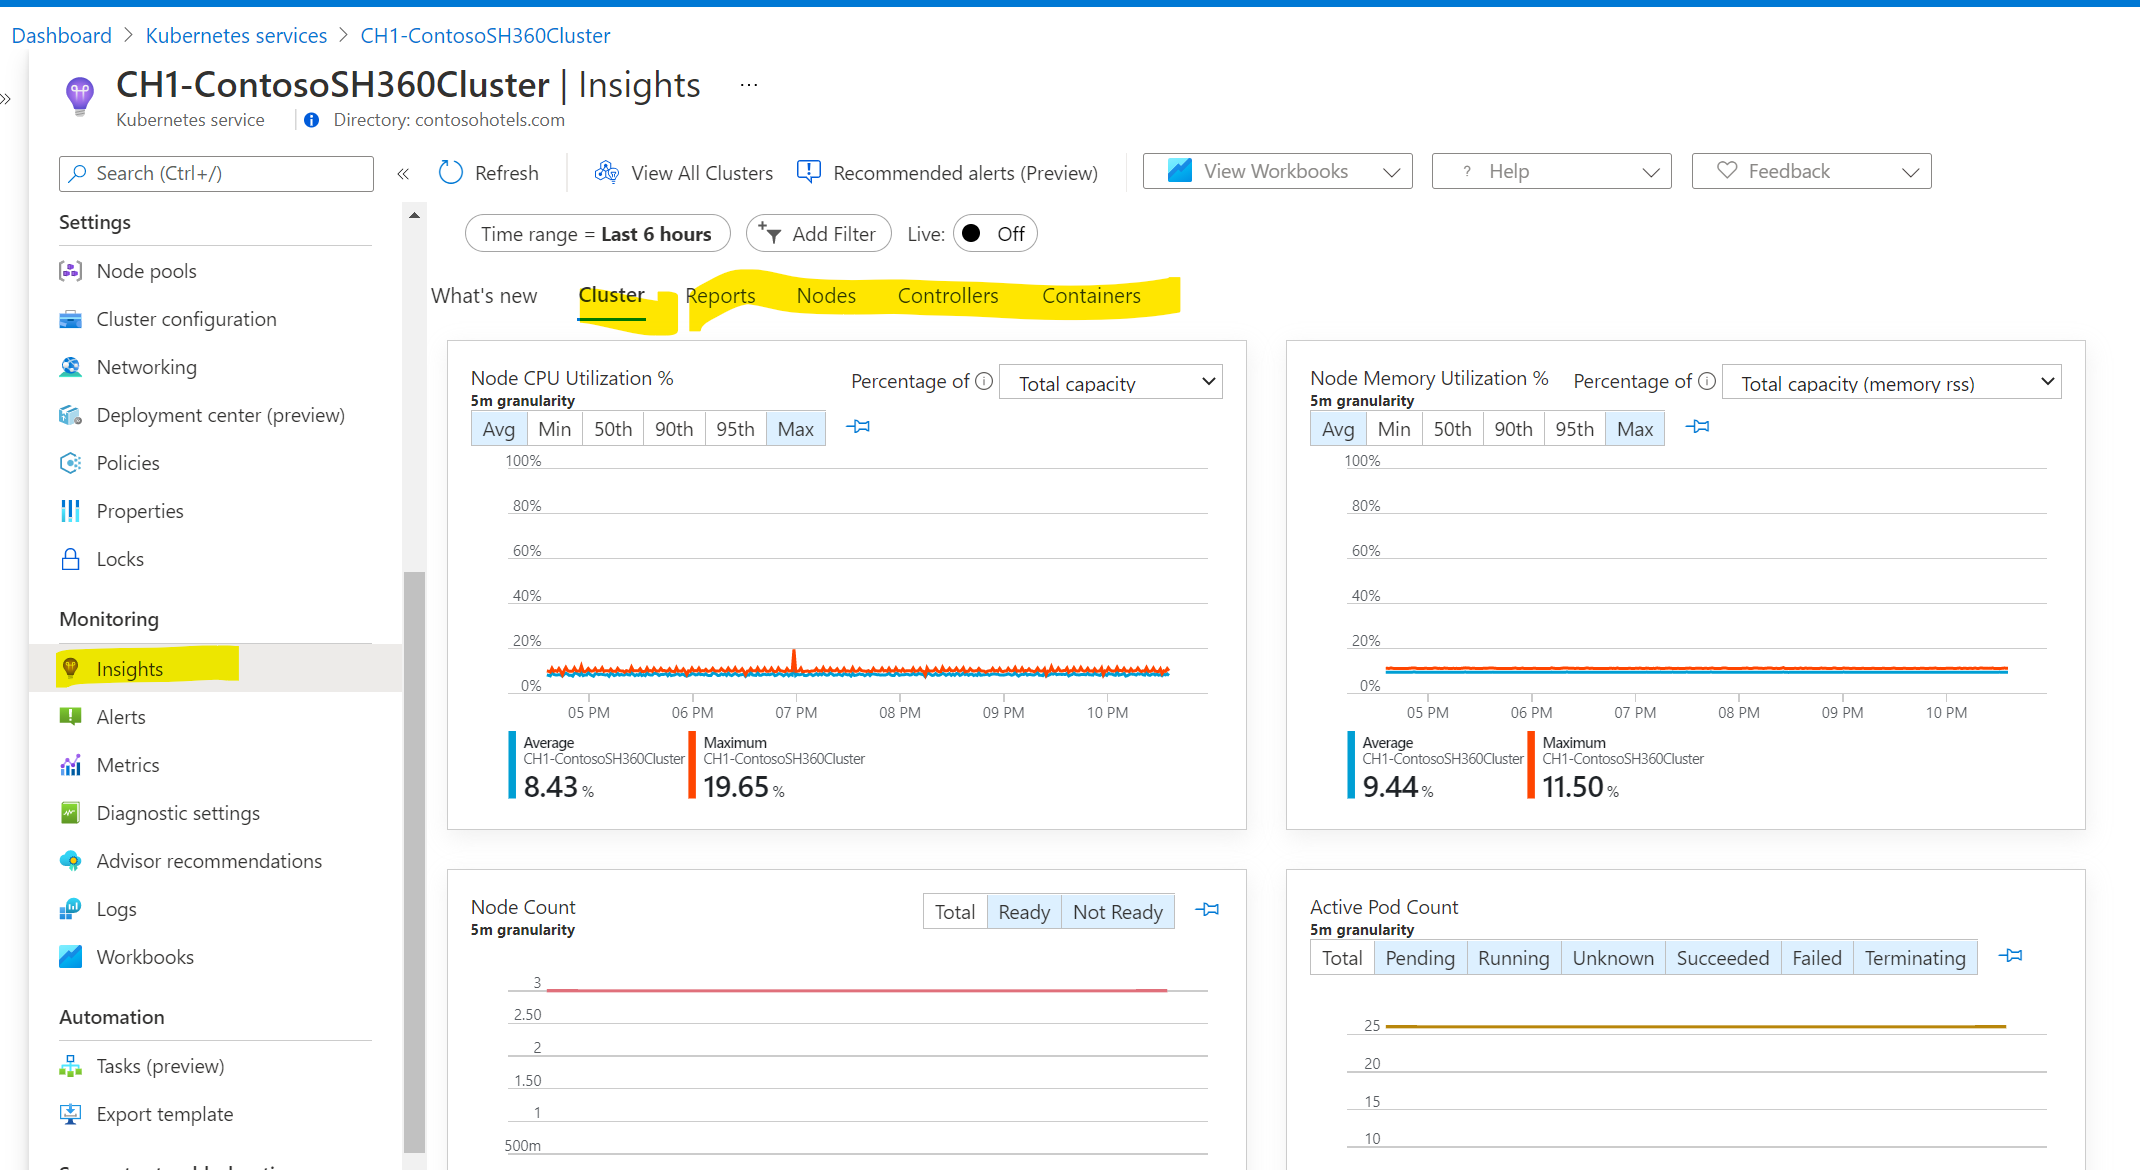 Dashboard > Kubernetes services > CH1-ContosoSH360Cluster
CH1-ContosoSH360Cluster | Insights ...
Kubernetes service
Directory: contosohotels.com
Search (Ctrl+/)
Refresh
View All Clusters
Recommended alerts (Preview)
View Workbooks
? Help
Feedback
Settings
Node pools
Cluster configuration
Networking
Deployment center (preview)
Policies
Properties
Locks
Monitoring
Insights
Alerts
Metrics
Diagnostic settings
Advisor recommendations
Logs
Workbooks
Automation
Tasks (preview)
Export template
Time range = Last 6 hours
Add Filter
Live: Off
What's new Cluster Reports Nodes Controllers Containers
Node CPU Utilization %
5m granularity
Percentage of Total capacity
Avg Min 50th 90th 95th Max
100%
80%
60%
40%
20%
0%
05 PM 06 PM 07 PM 08 PM 09 PM 10 PM
Average
CH1-ContosoSH360Cluster
8.43 %
Maximum
CH1-ContosoSH360Cluster
19.65 %
Node Memory Utilization %
5m granularity
Percentage of Total capacity (memory rss)
Avg Min 50th 90th 95th Max
100%
80%
60%
40%
20%
0%
05 PM 06 PM 07 PM 08 PM 09 PM 10 PM
Average
CH1-ContosoSH360Cluster
9.44 %
Maximum
CH1-ContosoSH360Cluster
11.50 %
Node Count
5m granularity
Total Ready Not Ready
3
2.50
2
1.50
1
500m
Active Pod Count
5m granularity
Total Pending Running Unknown Succeeded Failed Terminating
25
20
15
10